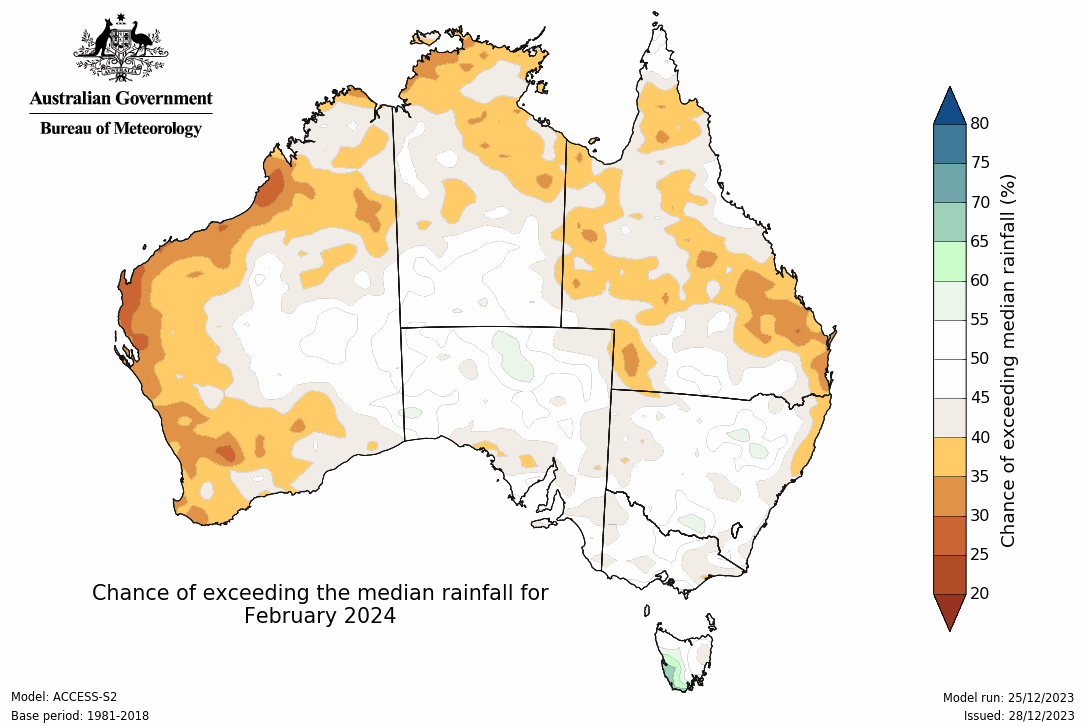 AUSTRALIA
Australian Government
Bureau of Meteorology
80
75
70
65
60
55
50
45
40
35
30
25
20
Chance of exceeding median rainfall (%)
Chance of exceeding the median rainfall for
February 2024
Model: ACCESS-S2
Base period: 1981-2018
Model run: 25/12/2023
Issued: 28/12/2023